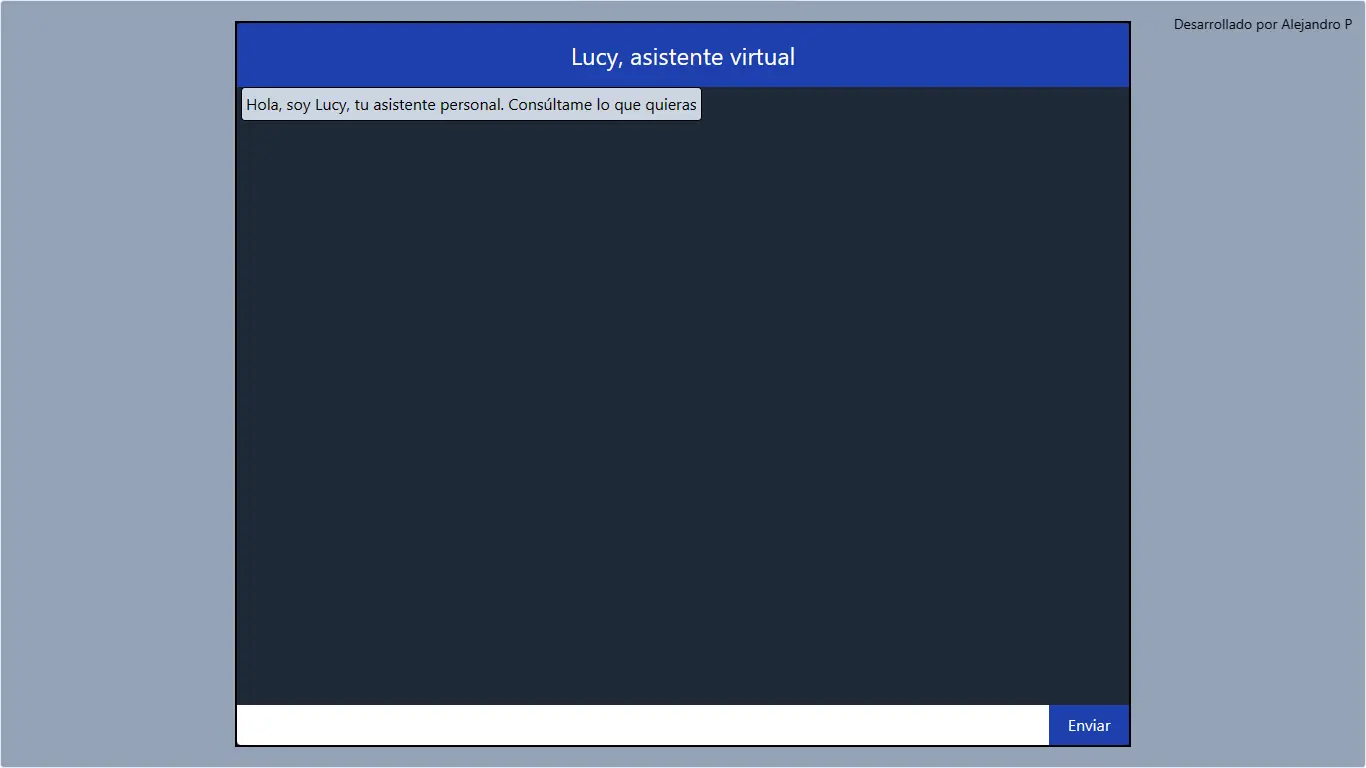 Desarrollado por Alejandro P
Lucy, asistente virtual
Hola, soy Lucy, tu asistente personal. Consúltame lo que quieras
Enviar